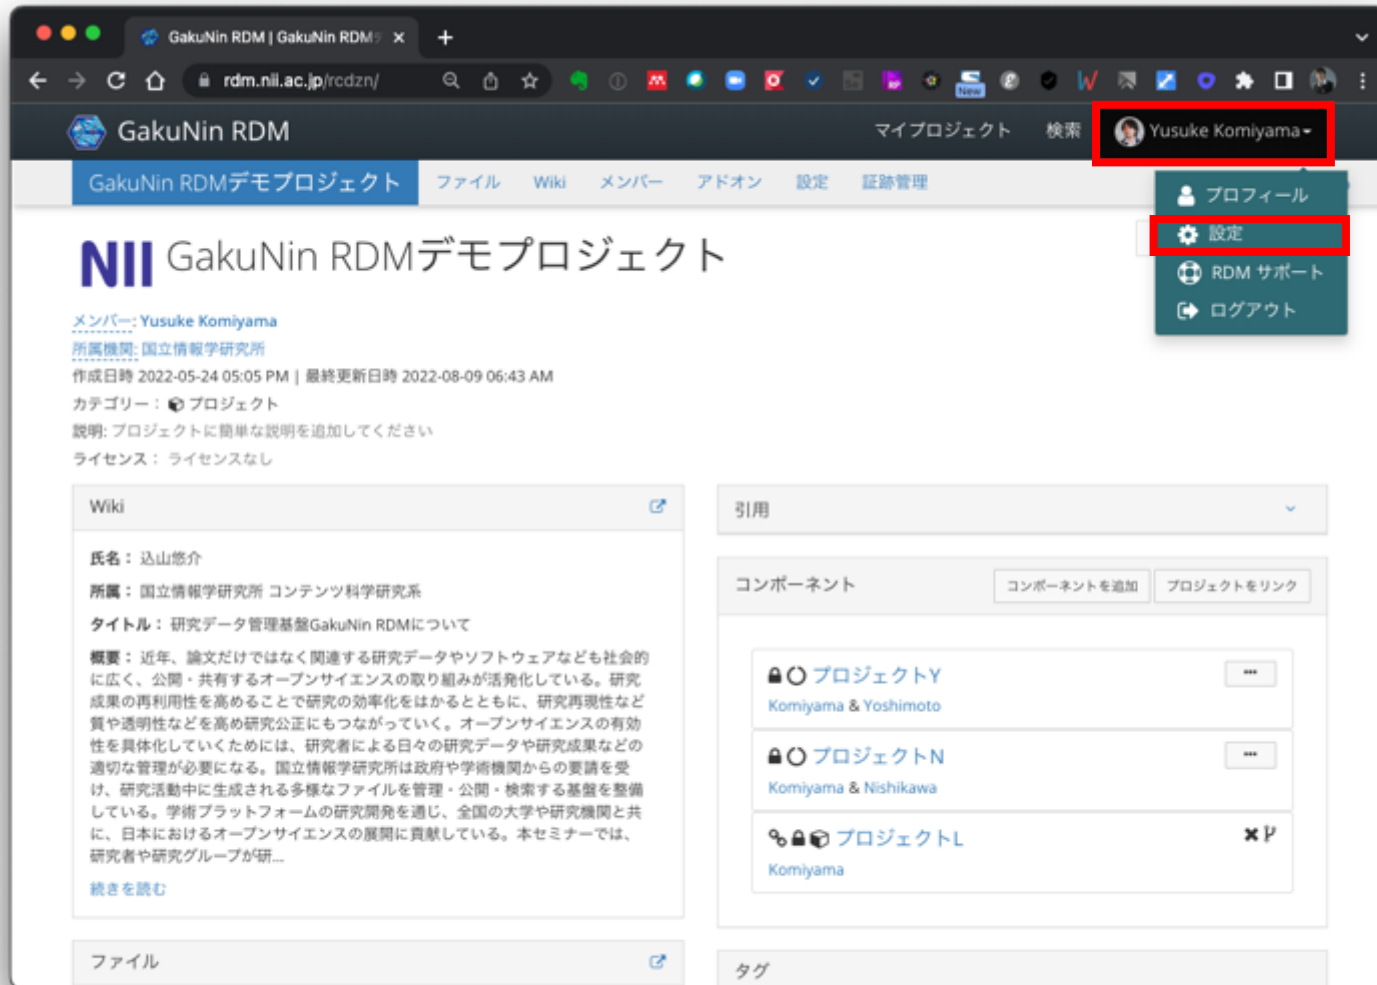 GakuNin RDM | GakuNin RDMデ
rdm.nii.ac.jp/rcdzn/
New
GakuNin RDM
マイプロジェクト
検索
Yusuke Komiyama
GakuNin RDMデモプロジェクト
ファイル
Wiki
メンバー
アドオン
設定
証跡管理
プロフィール
設定
RDM サポート
ログアウト
NII GakuNin RDMデモプロジェクト
メンバー: Yusuke Komiyama
所属機関: 国立情報学研究所
作成日時 2022-05-24 05:05 PM | 最終更新日時 2022-08-09 06:43 AM
カテゴリー： プロジェクト
説明: プロジェクトに簡単な説明を追加してください
ライセンス： ライセンスなし
Wiki
氏名： 込山悠介
所属： 国立情報学研究所 コンテンツ科学研究系
タイトル： 研究データ管理基盤GakuNin RDMについて
概要： 近年、論文だけではなく関連する研究データやソフトウェアなども社会的
に広く、公開・共有するオープンサイエンスの取り組みが活発化している。研究
成果の再利用性を高めることで研究の効率化をはかるとともに、研究再現性など
質や透明性などを高め研究公正にもつながっていく。オープンサイエンスの有効
性を具体化していくためには、研究者による日々の研究データや研究成果などの
適切な管理が必要になる。国立情報学研究所は政府や学術機関からの要請を受
け、研究活動中に生成される多様なファイルを管理・公開・検索する基盤を整備
している。学術プラットフォームの研究開発を通じ、全国の大学や研究機関と共
に、日本におけるオープンサイエンスの展開に貢献している。本セミナーでは、
研究者や研究グループが研...
続きを読む
ファイル
引用
コンポーネント
コンポーネントを追加
プロジェクトをリンク
プロジェクトY
Komiyama & Yoshimoto
プロジェクトN
Komiyama & Nishikawa
プロジェクトL
Komiyama
タグ